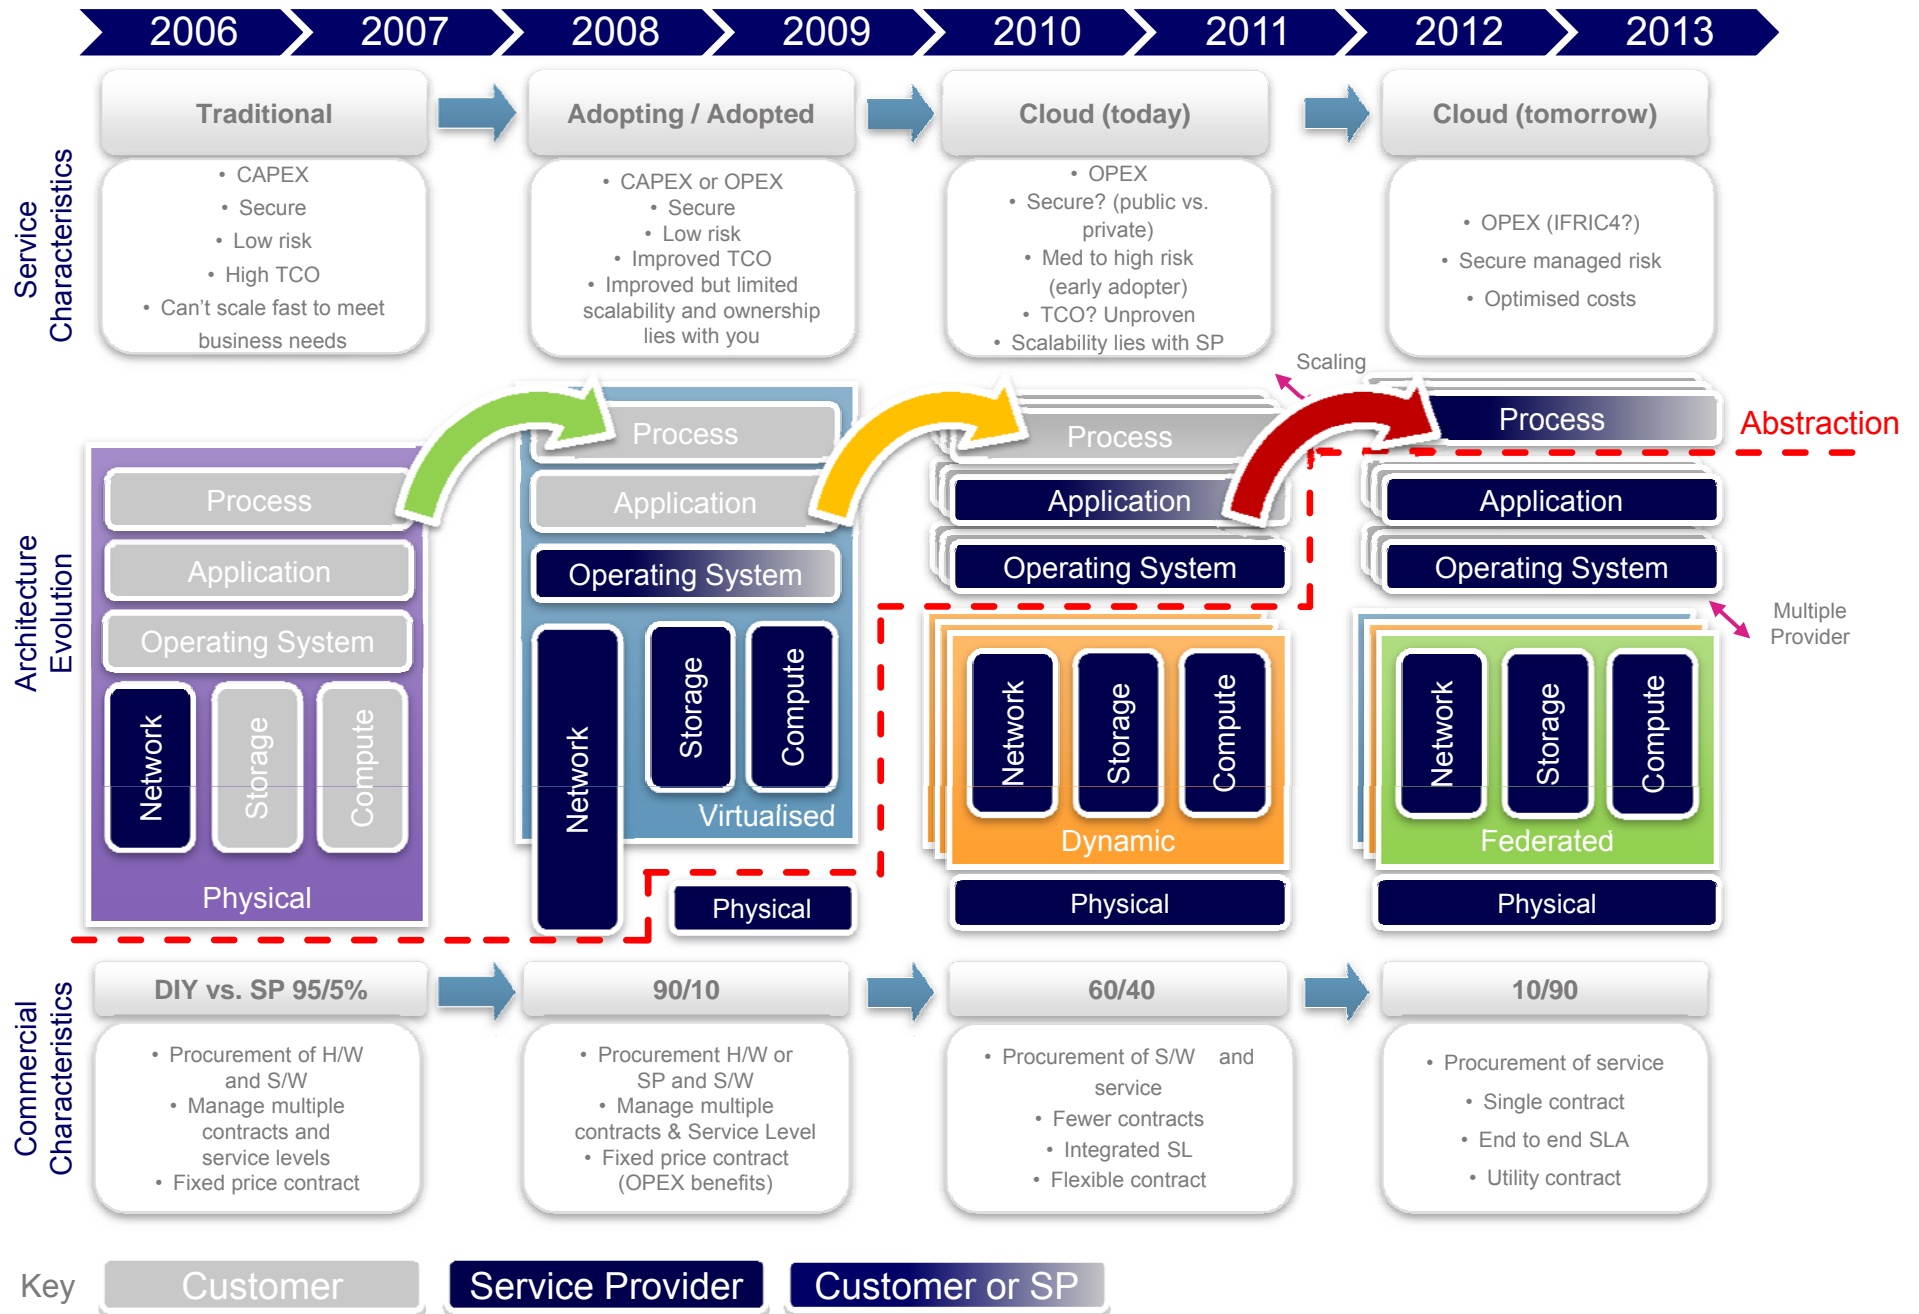 2006 2007 2008 2009 2010 2011 2012 2013
Service
Characteristics
Traditional
• CAPEX
• Secure
• Low risk
• High TCO
• Can't scale fast to meet
business needs
Adopting / Adopted
• CAPEX or OPEX
• Secure
• Low risk
• Improved TCO
• Improved but limited
scalability and ownership
lies with you
Cloud (today)
• OPEX
• Secure? (public vs.
private)
• Med to high risk
(early adopter)
• TCO? Unproven
• Scalability lies with SP
Cloud (tomorrow)
• OPEX (IFRIC4?)
• Secure managed risk
• Optimised costs
Architecture
Evolution
Process
Application
Operating System
Network
Storage
Compute
Physical
Process
Application
Operating System
Network
Storage
Compute
Virtualised
Physical
Scaling
Process
Application
Operating System
Network
Storage
Compute
Dynamic
Physical
Process
Abstraction
Application
Operating System
Multiple
Provider
Network
Storage
Compute
Federated
Physical
Commercial
Characteristics
DIY vs. SP 95/5%
• Procurement of H/W
and S/W
• Manage multiple
contracts and
service levels
• Fixed price contract
90/10
• Procurement H/W or
SP and S/W
• Manage multiple
contracts & Service Level
• Fixed price contract
(OPEX benefits)
60/40
• Procurement of S/W and
service
• Fewer contracts
• Integrated SL
• Flexible contract
10/90
• Procurement of service
• Single contract
• End to end SLA
• Utility contract
Key
Customer
Service Provider
Customer or SP